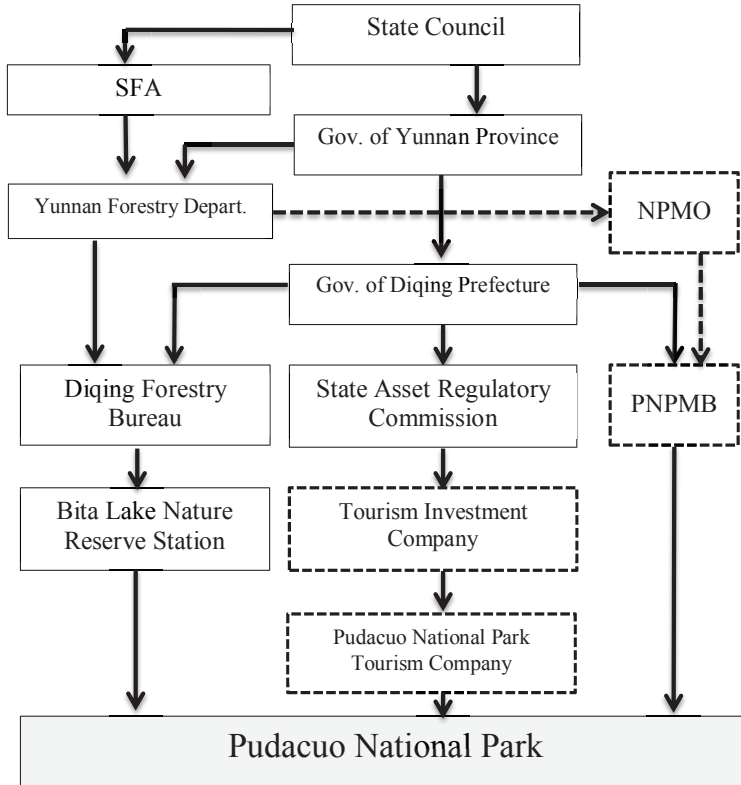 State Council
SFA
Gov. of Yunnan Province
Yunnan Forestry Depart.
NPMO
Gov. of Diqing Prefecture
Diqing Forestry
Bureau
State Asset Regulatory
Commission
PNPMB
Bita Lake Nature
Reserve Station
Tourism Investment
Company
Pudacuo National Park
Tourism Company
Pudacuo National Park